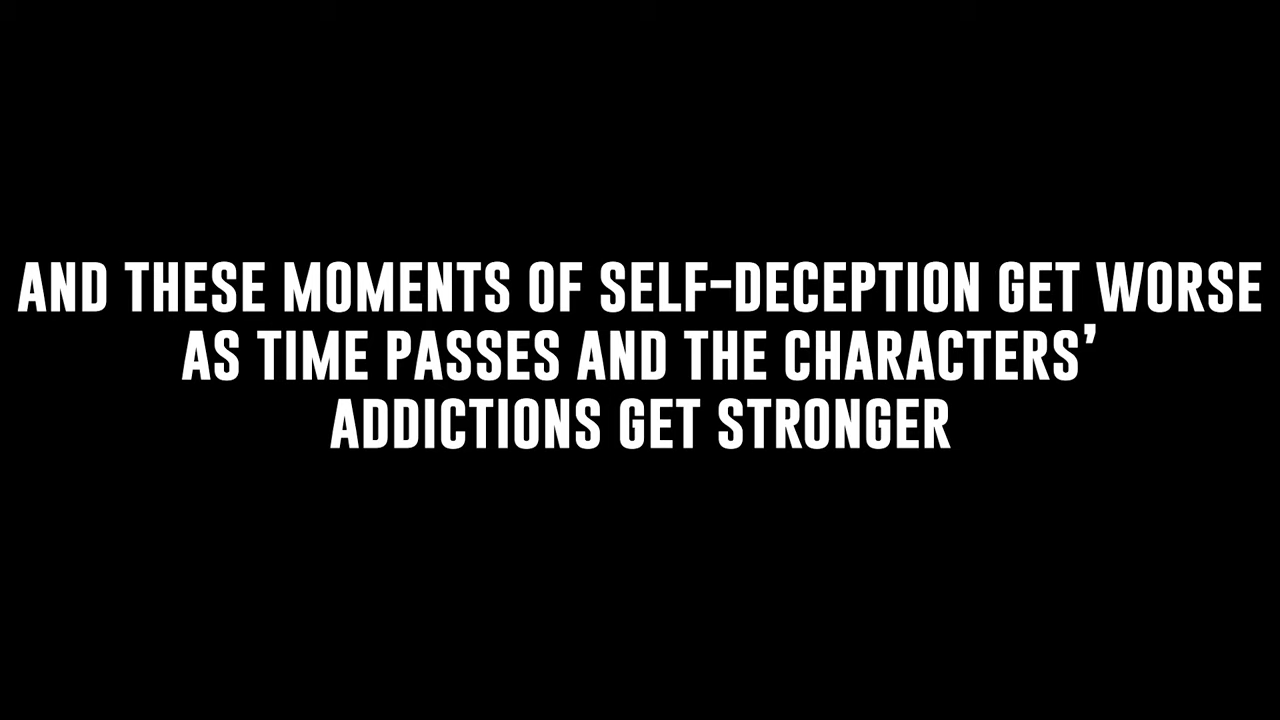 AND THESE MOMENTS OF SELF-DECEPTION GET WORSE
AS TIME PASSES AND THE CHARACTERS’
ADDICTIONS GET STRONGER